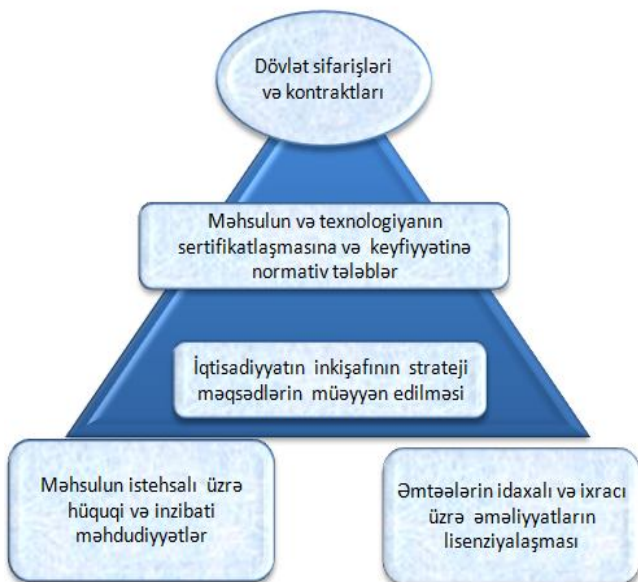 Dövlət sifarişləri
və kontraktları
Məhsulun və texnologiyanın
sertifikatlaşmasına və keyfiyyətinə
normativ tələblər
İqtisadiyyatın inkişafının strateji
məqsədlərin müəyyən edilməsi
Məhsulun istehsalı üzrə
hüquqi və inzibati
məhdudiyyətlər
Əmtəələrin idaxalı və ixracı
üzrə əməliyyatların
lisenziyalaşması